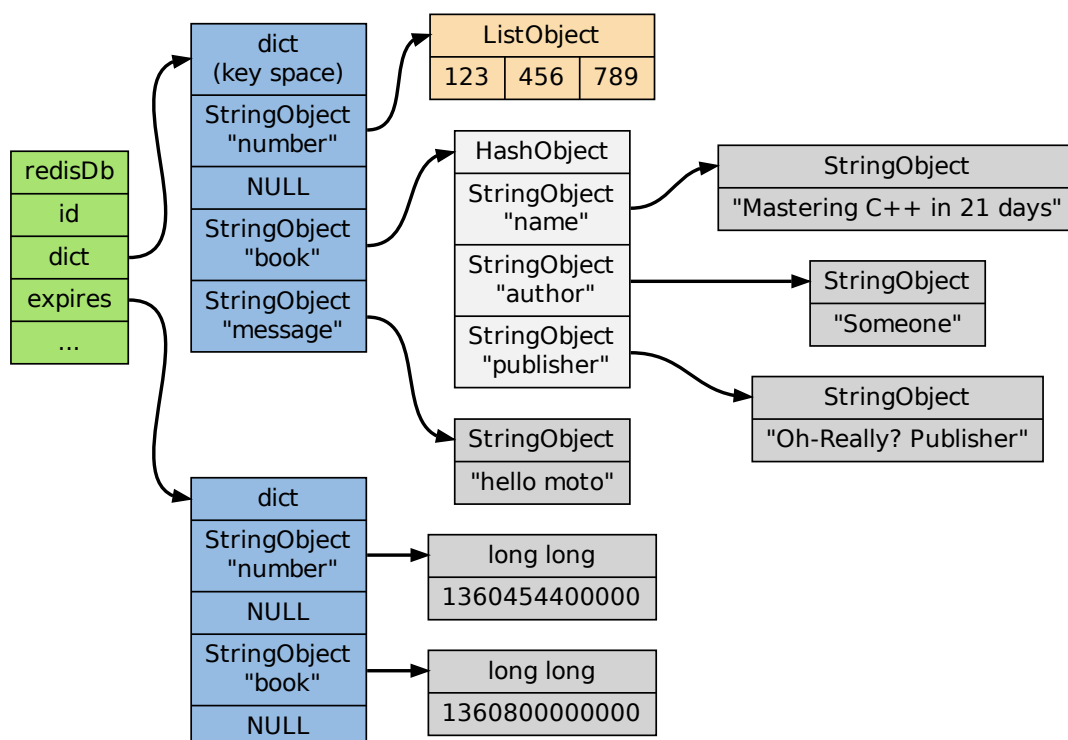 redisDb
id
dict
expires
...
dict
(key space)
StringObject
"number"
NULL
StringObject
"book"
StringObject
"message"
ListObject
123 456 789
HashObject
StringObject
"name"
StringObject
"author"
StringObject
"publisher"
StringObject
"Mastering C++ in 21 days"
StringObject
"Someone"
StringObject
"Oh-Really? Publisher"
StringObject
"hello moto"
dict
StringObject
"number"
NULL
StringObject
"book"
NULL
long long
1360454400000
long long
1360800000000